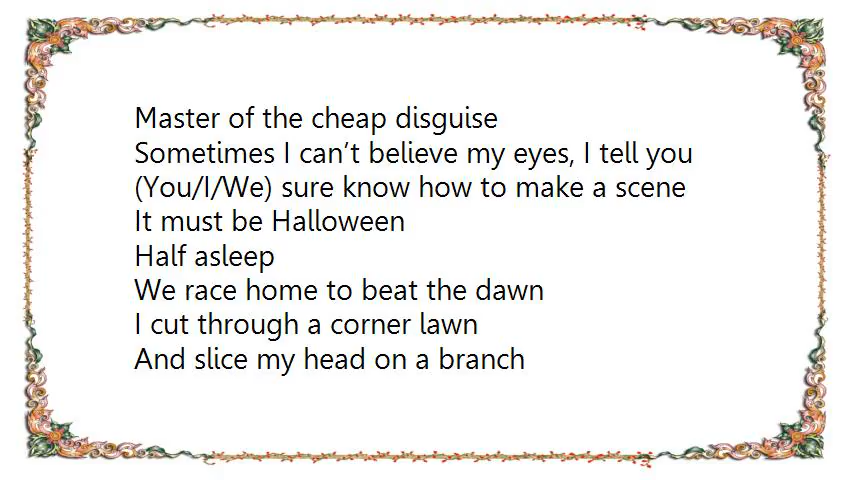 Master of the cheap disguise
Sometimes I can’t believe my eyes, I tell you
(You/I/We) sure know how to make a scene
It must be Halloween
Half asleep
We race home to beat the dawn
I cut through a corner lawn
And slice my head on a branch